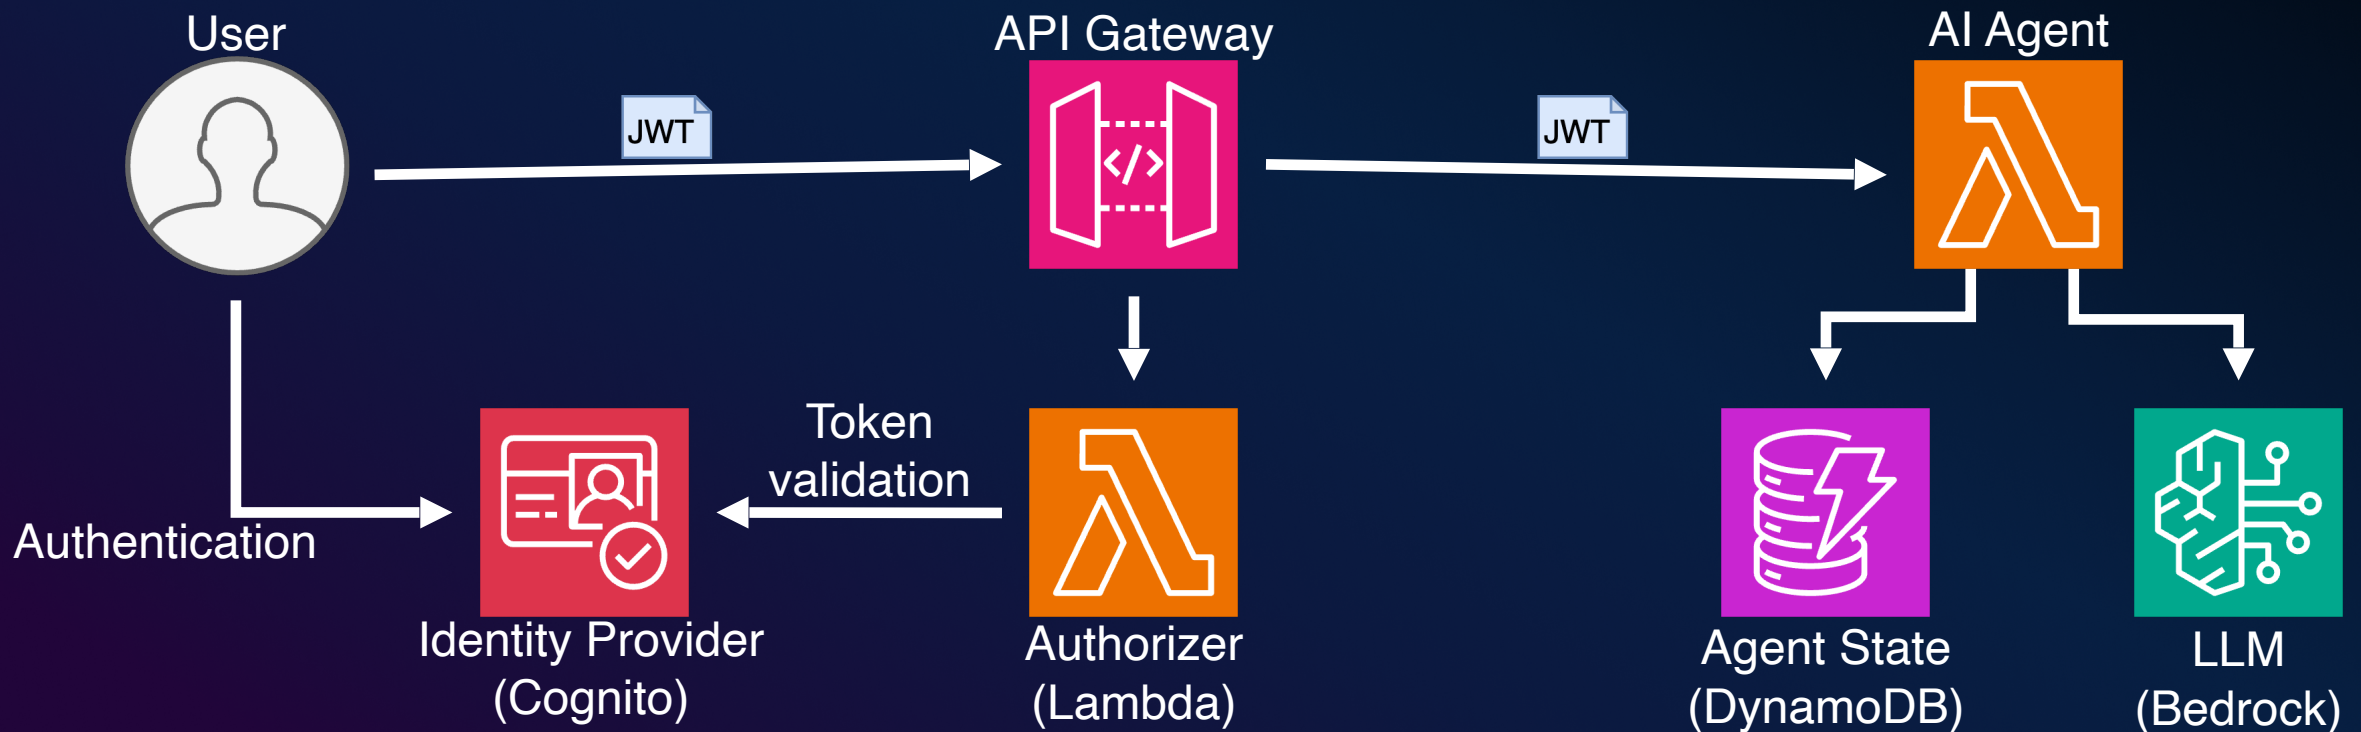 User
API Gateway
AI Agent
JWT
JWT
</>
Token
validation
Authentication
Identity Provider
(Cognito)
Authorizer
(Lambda)
Agent State
(DynamoDB)
LLM
(Bedrock)